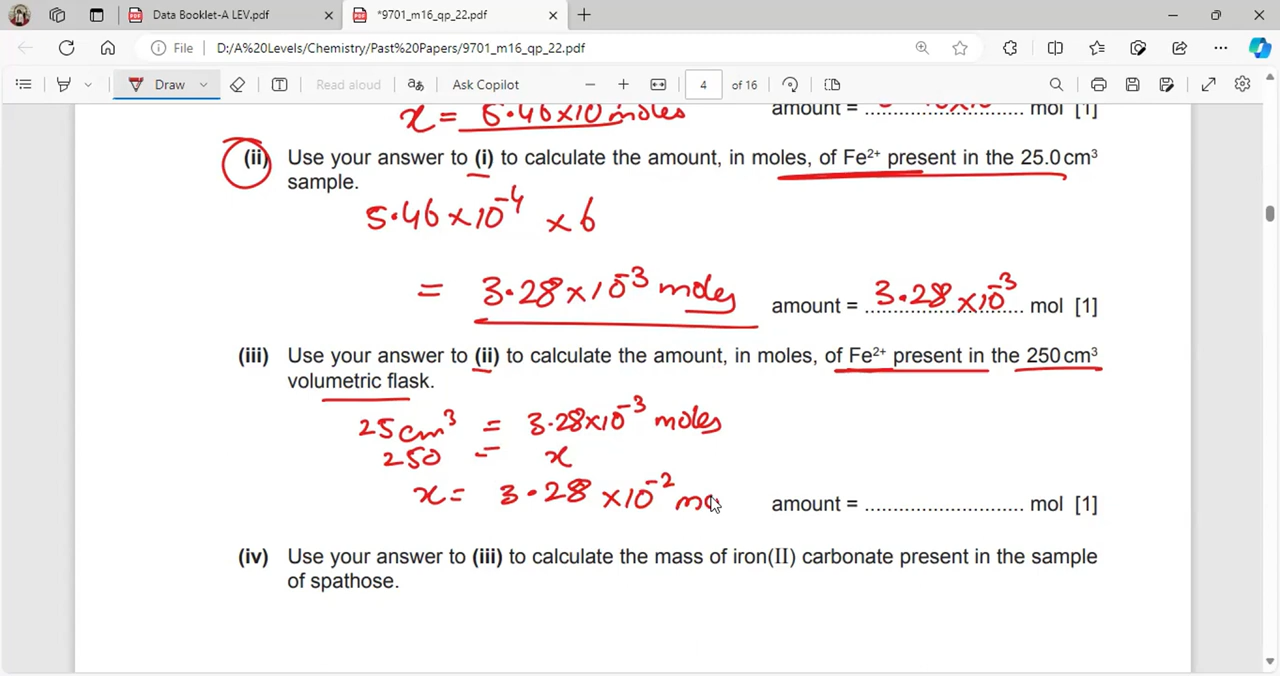 Data Booklet-A LEV.pdf
*9701_m16_qp_22.pdf
File D:/A%20Levels/Chemistry/Past%20Papers/9701_m16_qp_22.pdf
Draw
Read aloud
Ask Copilot
4 of 16
x = 5.46×10 moles
amount = .......................... mol [1]
(ii) Use your answer to (i) to calculate the amount, in moles, of Fe²⁺ present in the 25.0 cm³
sample.
5.46×10⁻⁴ ×6
= 3.28×10⁻³ moles
amount = 3.28×10⁻³ mol [1]
(iii) Use your answer to (ii) to calculate the amount, in moles, of Fe²⁺ present in the 250 cm³
volumetric flask.
25cm³ = 3.28×10⁻³ moles
250 = x
x = 3.28 ×10⁻² mo
amount = .......................... mol [1]
(iv) Use your answer to (iii) to calculate the mass of iron(II) carbonate present in the sample
of spathose.